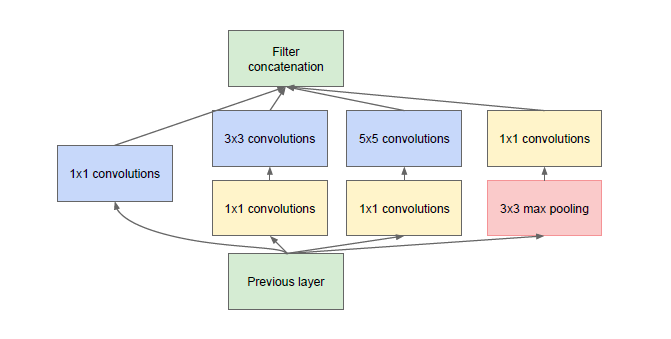 Filter
concatenation
3x3 convolutions
5x5 convolutions
1x1 convolutions
1x1 convolutions
1x1 convolutions
1x1 convolutions
3x3 max pooling
Previous layer